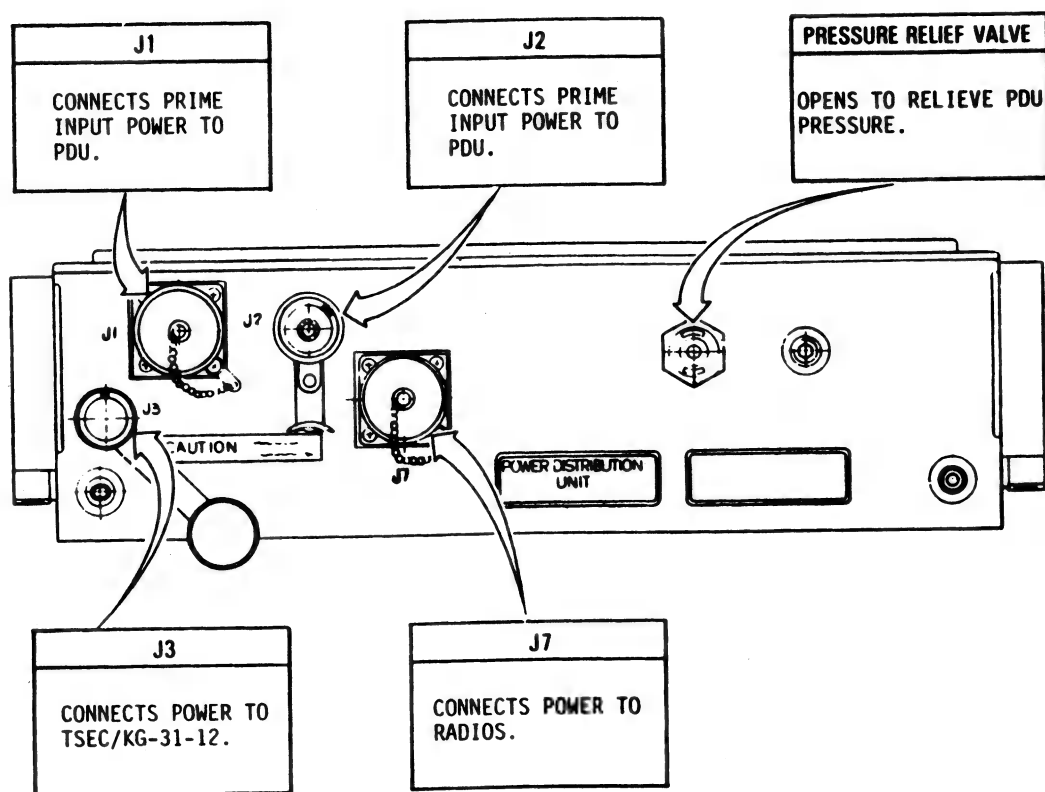 J1
CONNECTS PRIME
INPUT POWER TO
PDU.
J2
CONNECTS PRIME
INPUT POWER TO
PDU.
PRESSURE RELIEF VALVE
OPENS TO RELIEVE PDU
PRESSURE.
J1
J2
J3
CAUTION
J7
POWER DISTRIBUTION
UNIT
J3
CONNECTS POWER TO
TSEC/KG-31-12.
J7
CONNECTS POWER TO
RADIOS.